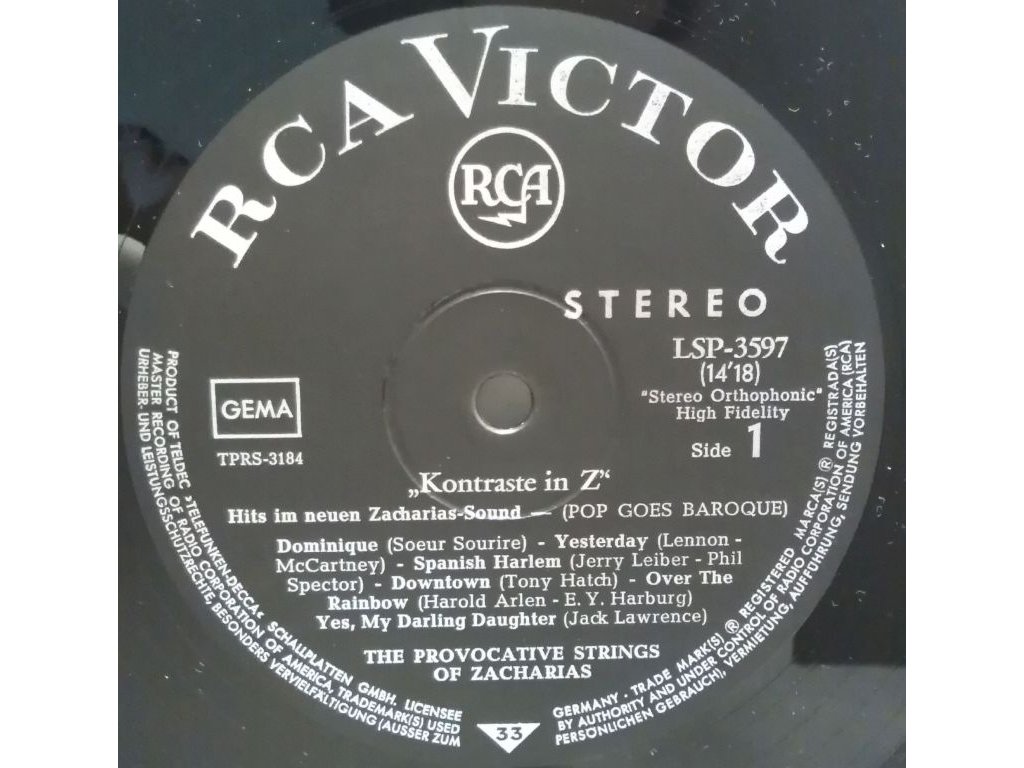 RCA VICTOR
RCA
STEREO
LSP-3597
(14'18)
"Stereo Orthophonic"
High Fidelity
Side 1
GEMA
TPRS-3184
„Kontraste in Z“
Hits im neuen Zacharias-Sound — (POP GOES BAROQUE)
Dominique (Soeur Sourire) - Yesterday (Lennon -
McCartney) - Spanish Harlem (Jerry Leiber - Phil
Spector) - Downtown (Tony Hatch) - Over The
Rainbow (Harold Arlen - E. Y. Harburg)
Yes, My Darling Daughter (Jack Lawrence)
THE PROVOCATIVE STRINGS
OF ZACHARIAS
PRODUCT OF TELDEC »TELEFUNKEN-DECCA« SCHALLPLATTEN GMBH. LICENSEE
MASTER RECORDING OF RADIO CORPORATION OF AMERICA, TRADEMARK(S) USED
URHEBER- UND LEISTUNGSSCHUTZRECHTE, BESONDERS VERVIELFÄLTIGUNG (AUSSER ZUM
33
GERMANY · TRADE MARK(S) ® REGISTERED MARCA(S) ® REGISTRADA(S)
BY AUTHORITY AND UNDER CONTROL OF RADIO CORPORATION OF AMERICA (RCA)
PERSÖNLICHEN GEBRAUCH), VERMIETUNG, AUFFÜHRUNG, SENDUNG VORBEHALTEN